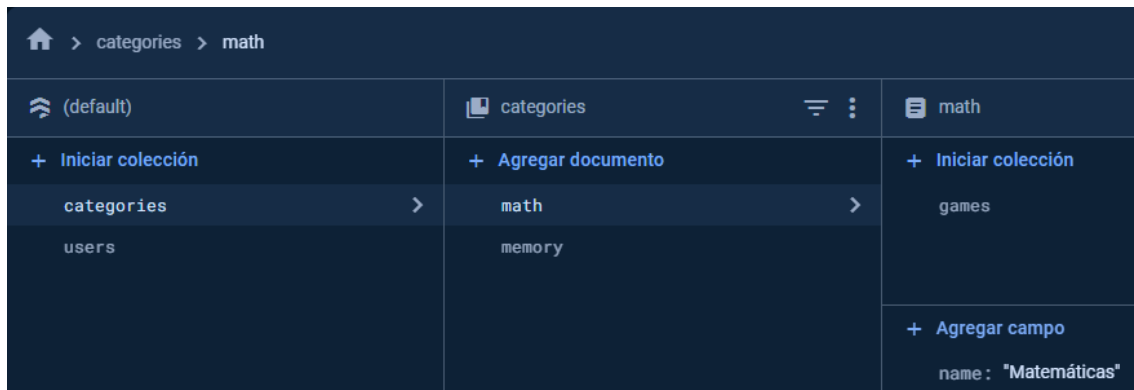 categories > math
(default)
categories
math
+ Iniciar colección
+ Agregar documento
+ Iniciar colección
categories
math
games
users
memory
+ Agregar campo
name: "Matemáticas"